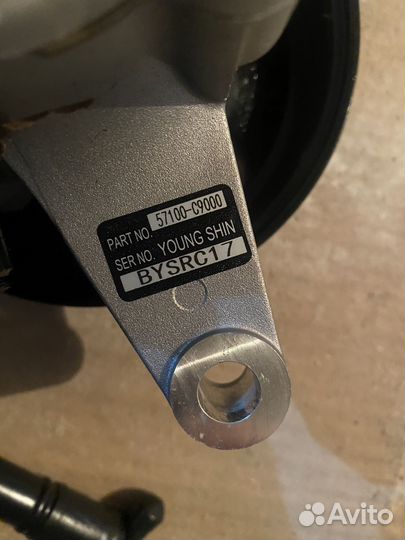 PART NO. 57100-C9000
SER NO. YOUNG SHIN
BYSRC17
Avito